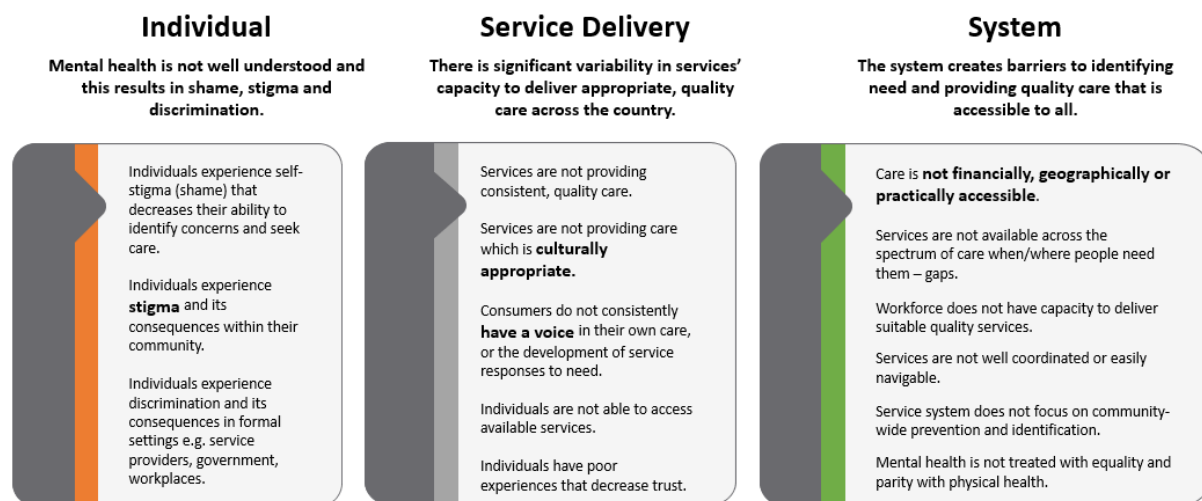 Individual
Mental health is not well understood and
this results in shame, stigma and
discrimination.
Individuals experience self-
stigma (shame) that
decreases their ability to
identify concerns and seek
care.
Individuals experience
stigma and its
consequences within their
community.
Individuals experience
discrimination and its
consequences in formal
settings e.g. service
providers, government,
workplaces.
Service Delivery
There is significant variability in services'
capacity to deliver appropriate, quality
care across the country.
Services are not providing
consistent, quality care.
Services are not providing care
which is culturally
appropriate.
Consumers do not consistently
have a voice in their own care,
or the development of service
responses to need.
Individuals are not able to access
available services.
Individuals have poor
experiences that decrease trust.
System
The system creates barriers to identifying
need and providing quality care that is
accessible to all.
Care is not financially, geographically or
practically accessible.
Services are not available across the
spectrum of care when/where people need
them – gaps.
Workforce does not have capacity to deliver
suitable quality services.
Services are not well coordinated or easily
navigable.
Service system does not focus on community-
wide prevention and identification.
Mental health is not treated with equality and
parity with physical health.